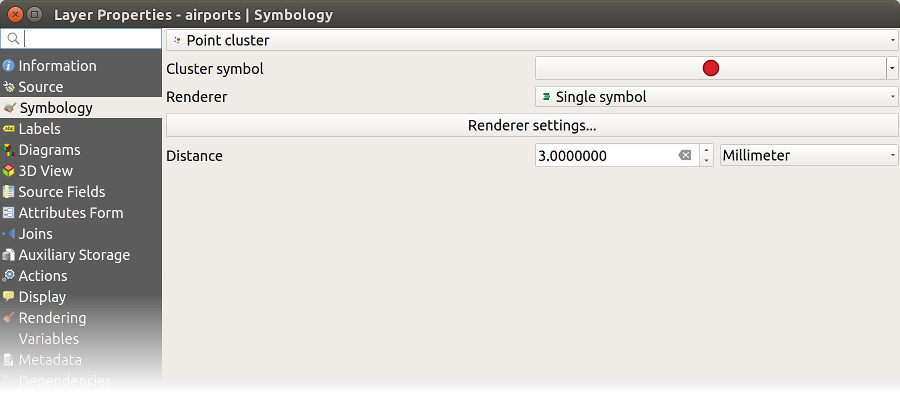 Layer Properties - airports | Symbology
Point cluster
Information
Cluster symbol
Source
Renderer
Single symbol
Symbology
Labels
Renderer settings...
Diagrams
Distance
3.0000000
Millimeter
3D View
Source Fields
Attributes Form
Joins
Auxiliary Storage
Actions
Display
Rendering
Variables
Metadata
Dependencies